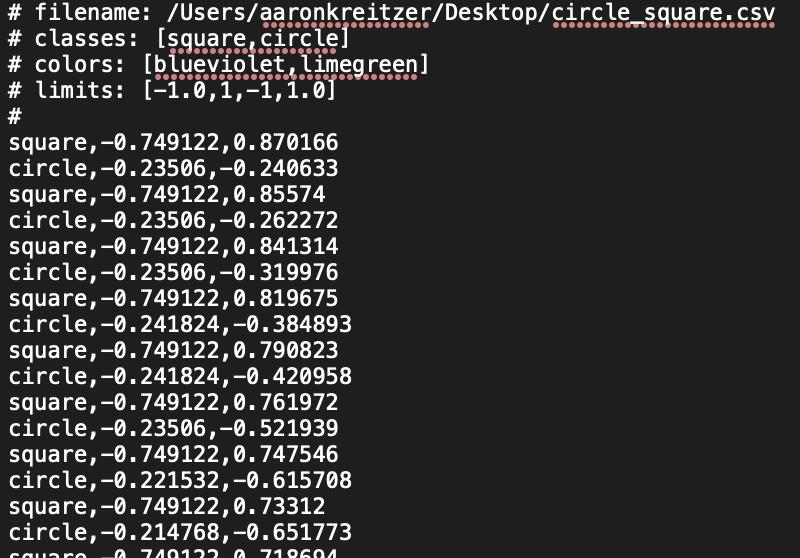 # filename: /Users/aaronkreitzer/Desktop/circle_square.csv
# classes: [square,circle]
# colors: [blueviolet,limegreen]
# limits: [-1.0,1,-1,1.0]
#
square,-0.749122,0.870166
circle,-0.23506,-0.240633
square,-0.749122,0.85574
circle,-0.23506,-0.262272
square,-0.749122,0.841314
circle,-0.23506,-0.319976
square,-0.749122,0.819675
circle,-0.241824,-0.384893
square,-0.749122,0.790823
circle,-0.241824,-0.420958
square,-0.749122,0.761972
circle,-0.23506,-0.521939
square,-0.749122,0.747546
circle,-0.221532,-0.615708
square,-0.749122,0.73312
circle,-0.214768,-0.651773
square,-0.749122,0.718694